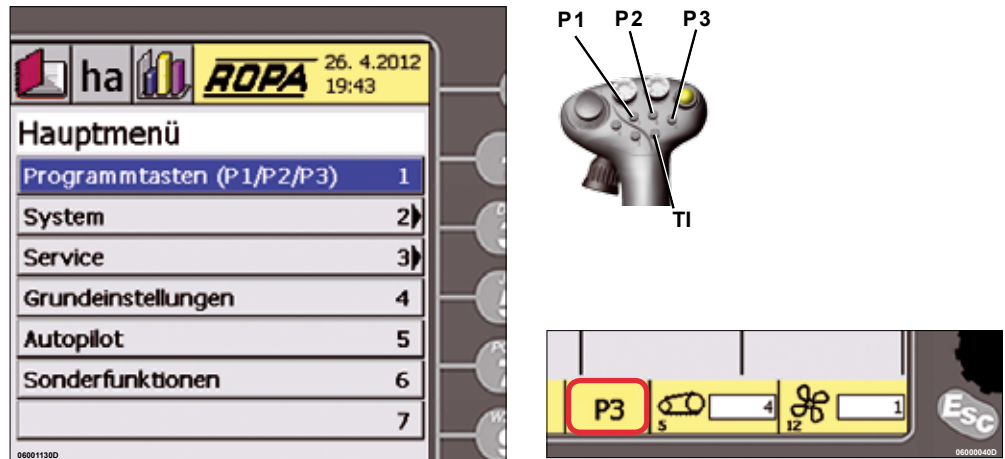 ha ROPA 26. 4.2012
19:43
Hauptmenü
Programmtasten (P1/P2/P3) 1
System 2
Service 3
Grundeinstellungen 4
Autopilot 5
Sonderfunktionen 6
7
06001130D
P1 P2 P3
TI
P3 5 4 12 1
Esc
06000040D